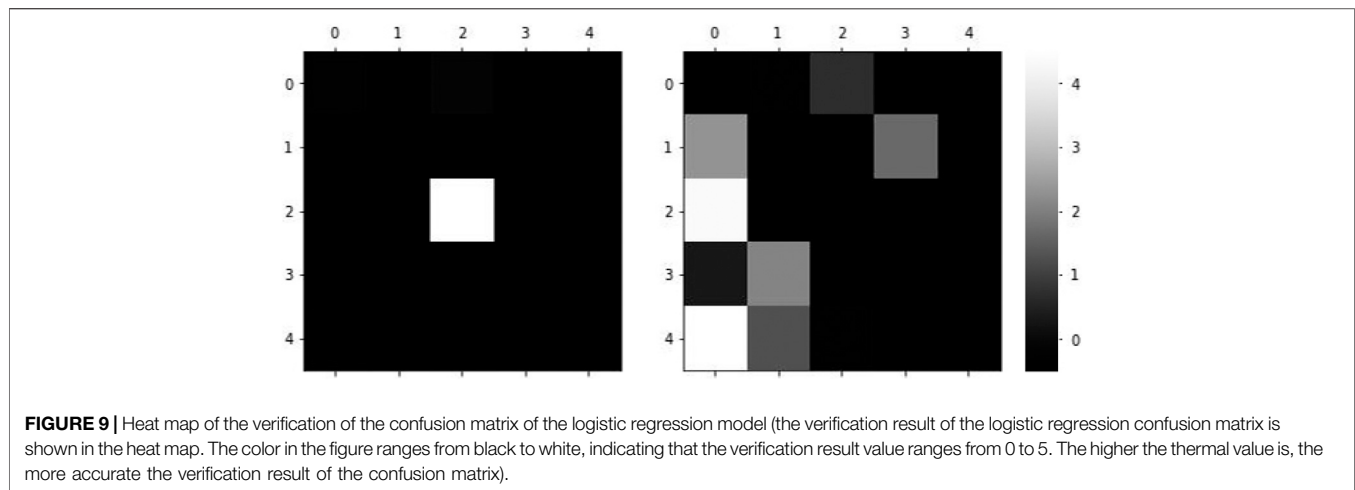 0 1 2 3 4 0 1 2 3 4
0 0 4
1 1 3
2 2 2
3 3 1
4 4 0
FIGURE 9 | Heat map of the verification of the confusion matrix of the logistic regression model (the verification result of the logistic regression confusion matrix is
shown in the heat map. The color in the figure ranges from black to white, indicating that the verification result value ranges from 0 to 5. The higher the thermal value is, the
more accurate the verification result of the confusion matrix).